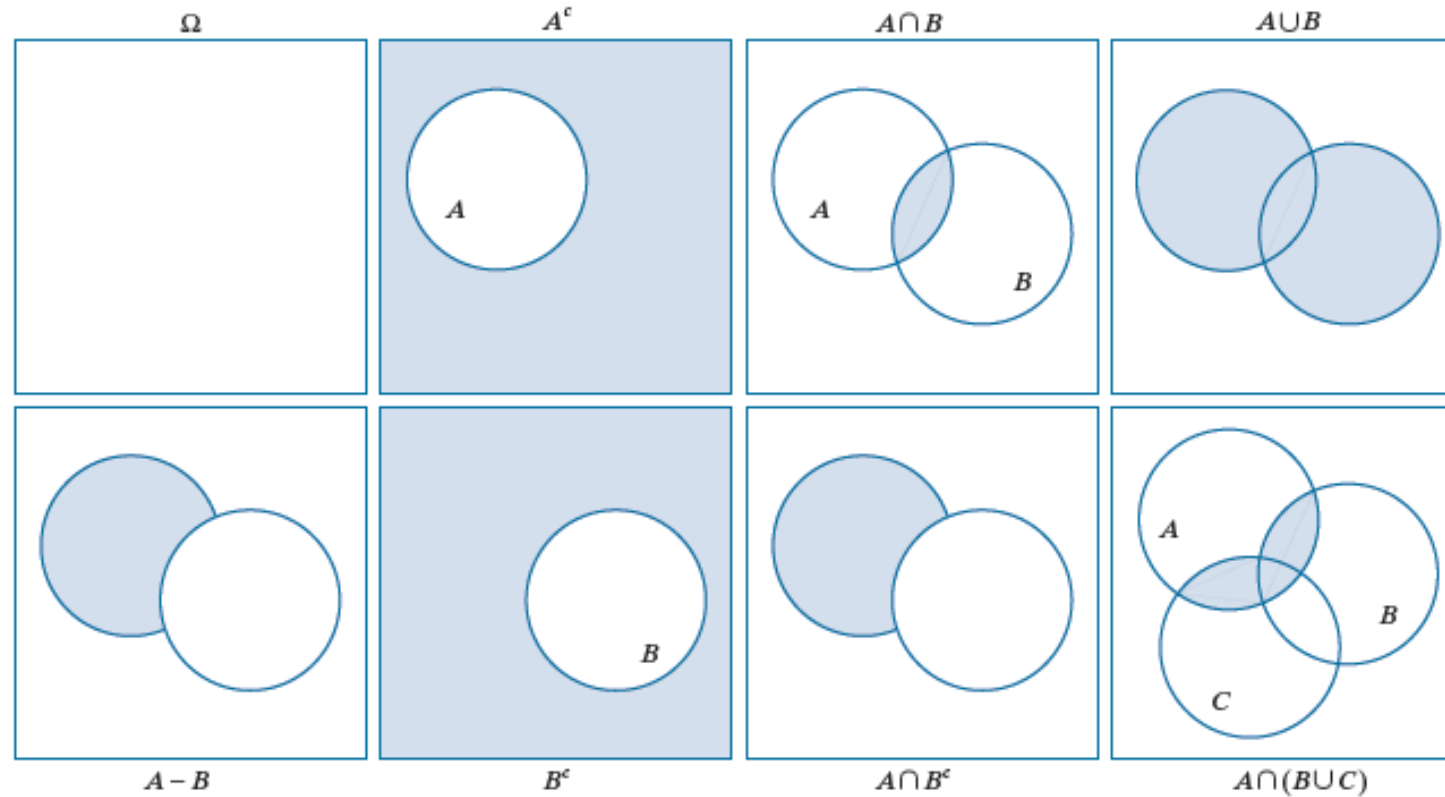 Ω A^c A∩B A∪B
A A B
A
B
B C
A − B B^c A∩B^c A∩(B∪C)